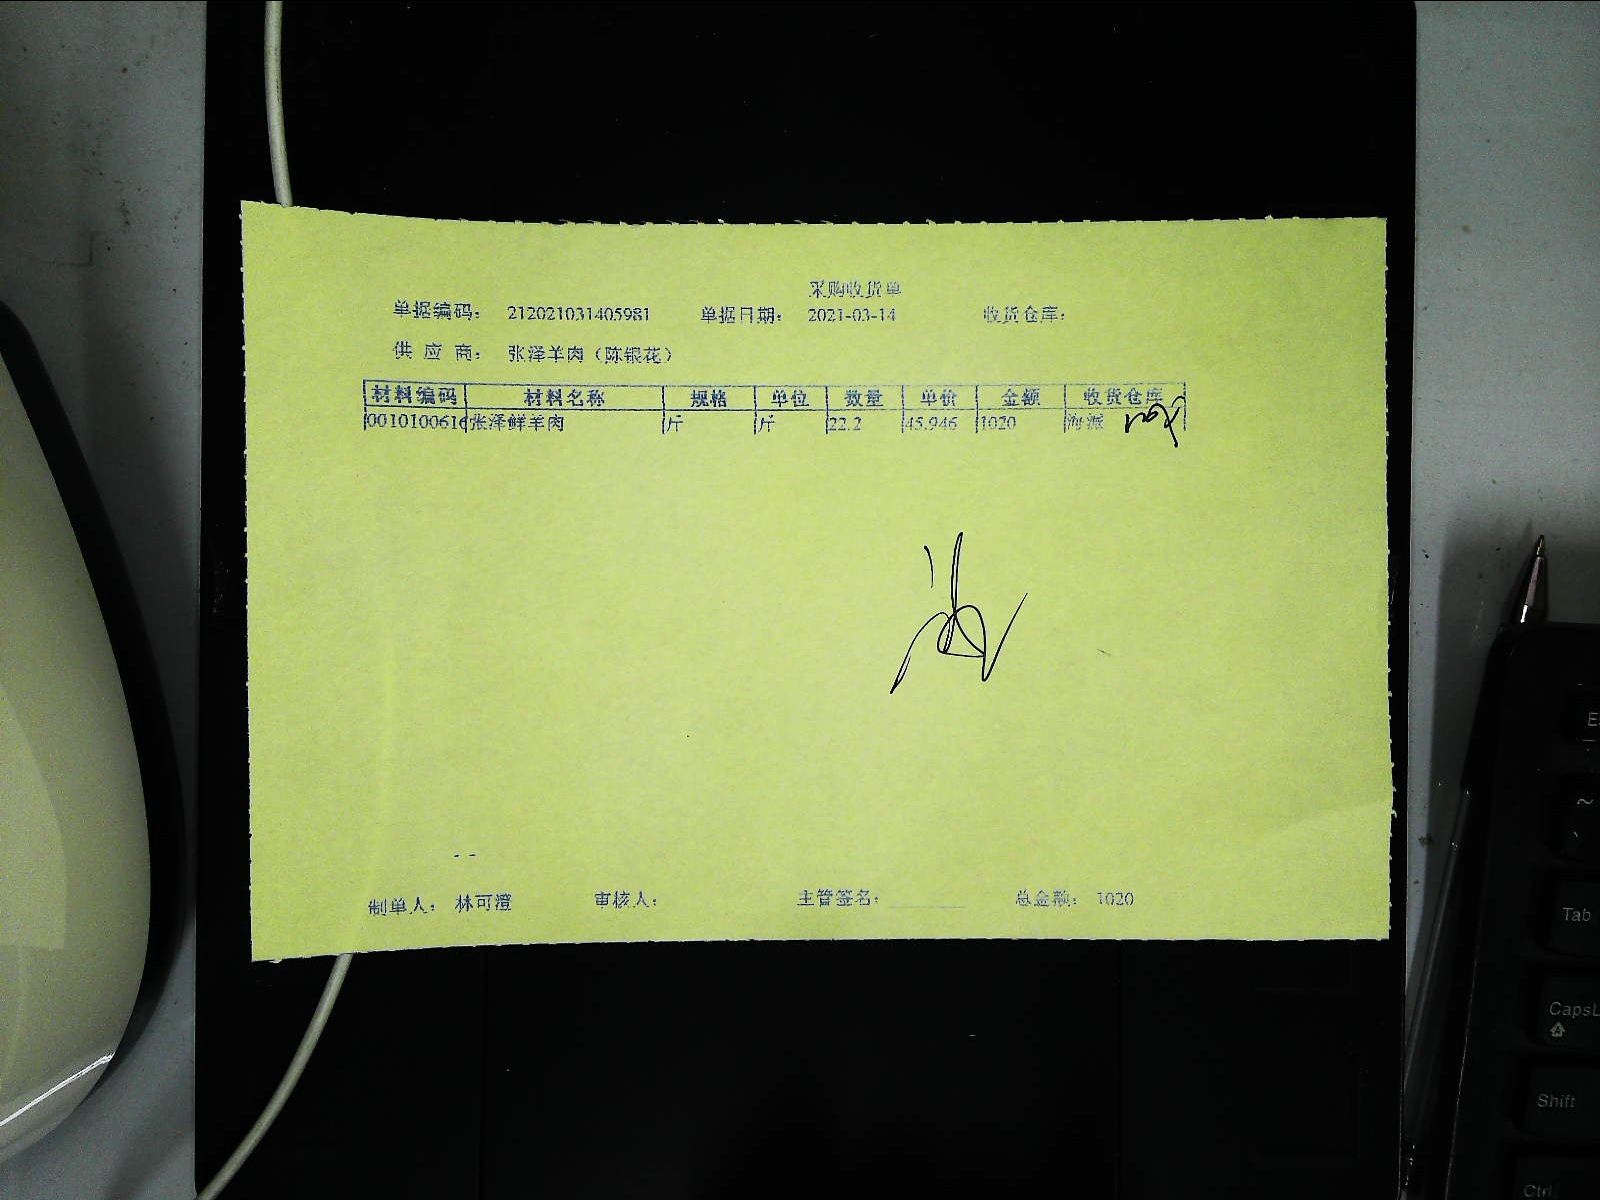 采购收货单
单据编码： 212021031405981 单据日期： 2021-03-14 收货仓库：
供 应 商： 张泽羊肉（陈银花）
材料编码 材料名称 规格 单位 数量 单价 金额 收货仓库
0010100616 张泽鲜羊肉 斤 斤 22.2 45.946 1020 海派
制单人： 林可澄 审核人： 主管签名： 总金额： 1020
Tab
CapsL
Shift
Ctrl